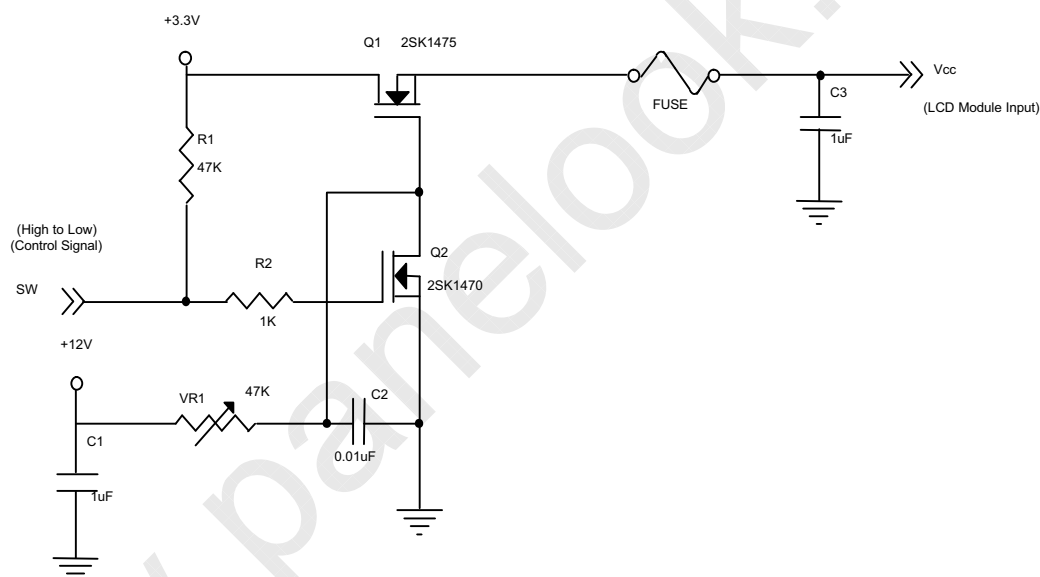 +3.3V
Q1 2SK1475
Vcc
FUSE
C3
(LCD Module Input)
R1
1uF
47K
(High to Low)
(Control Signal)
Q2
R2
SW
2SK1470
1K
+12V
VR1
47K
C2
C1
0.01uF
1uF
panelook.